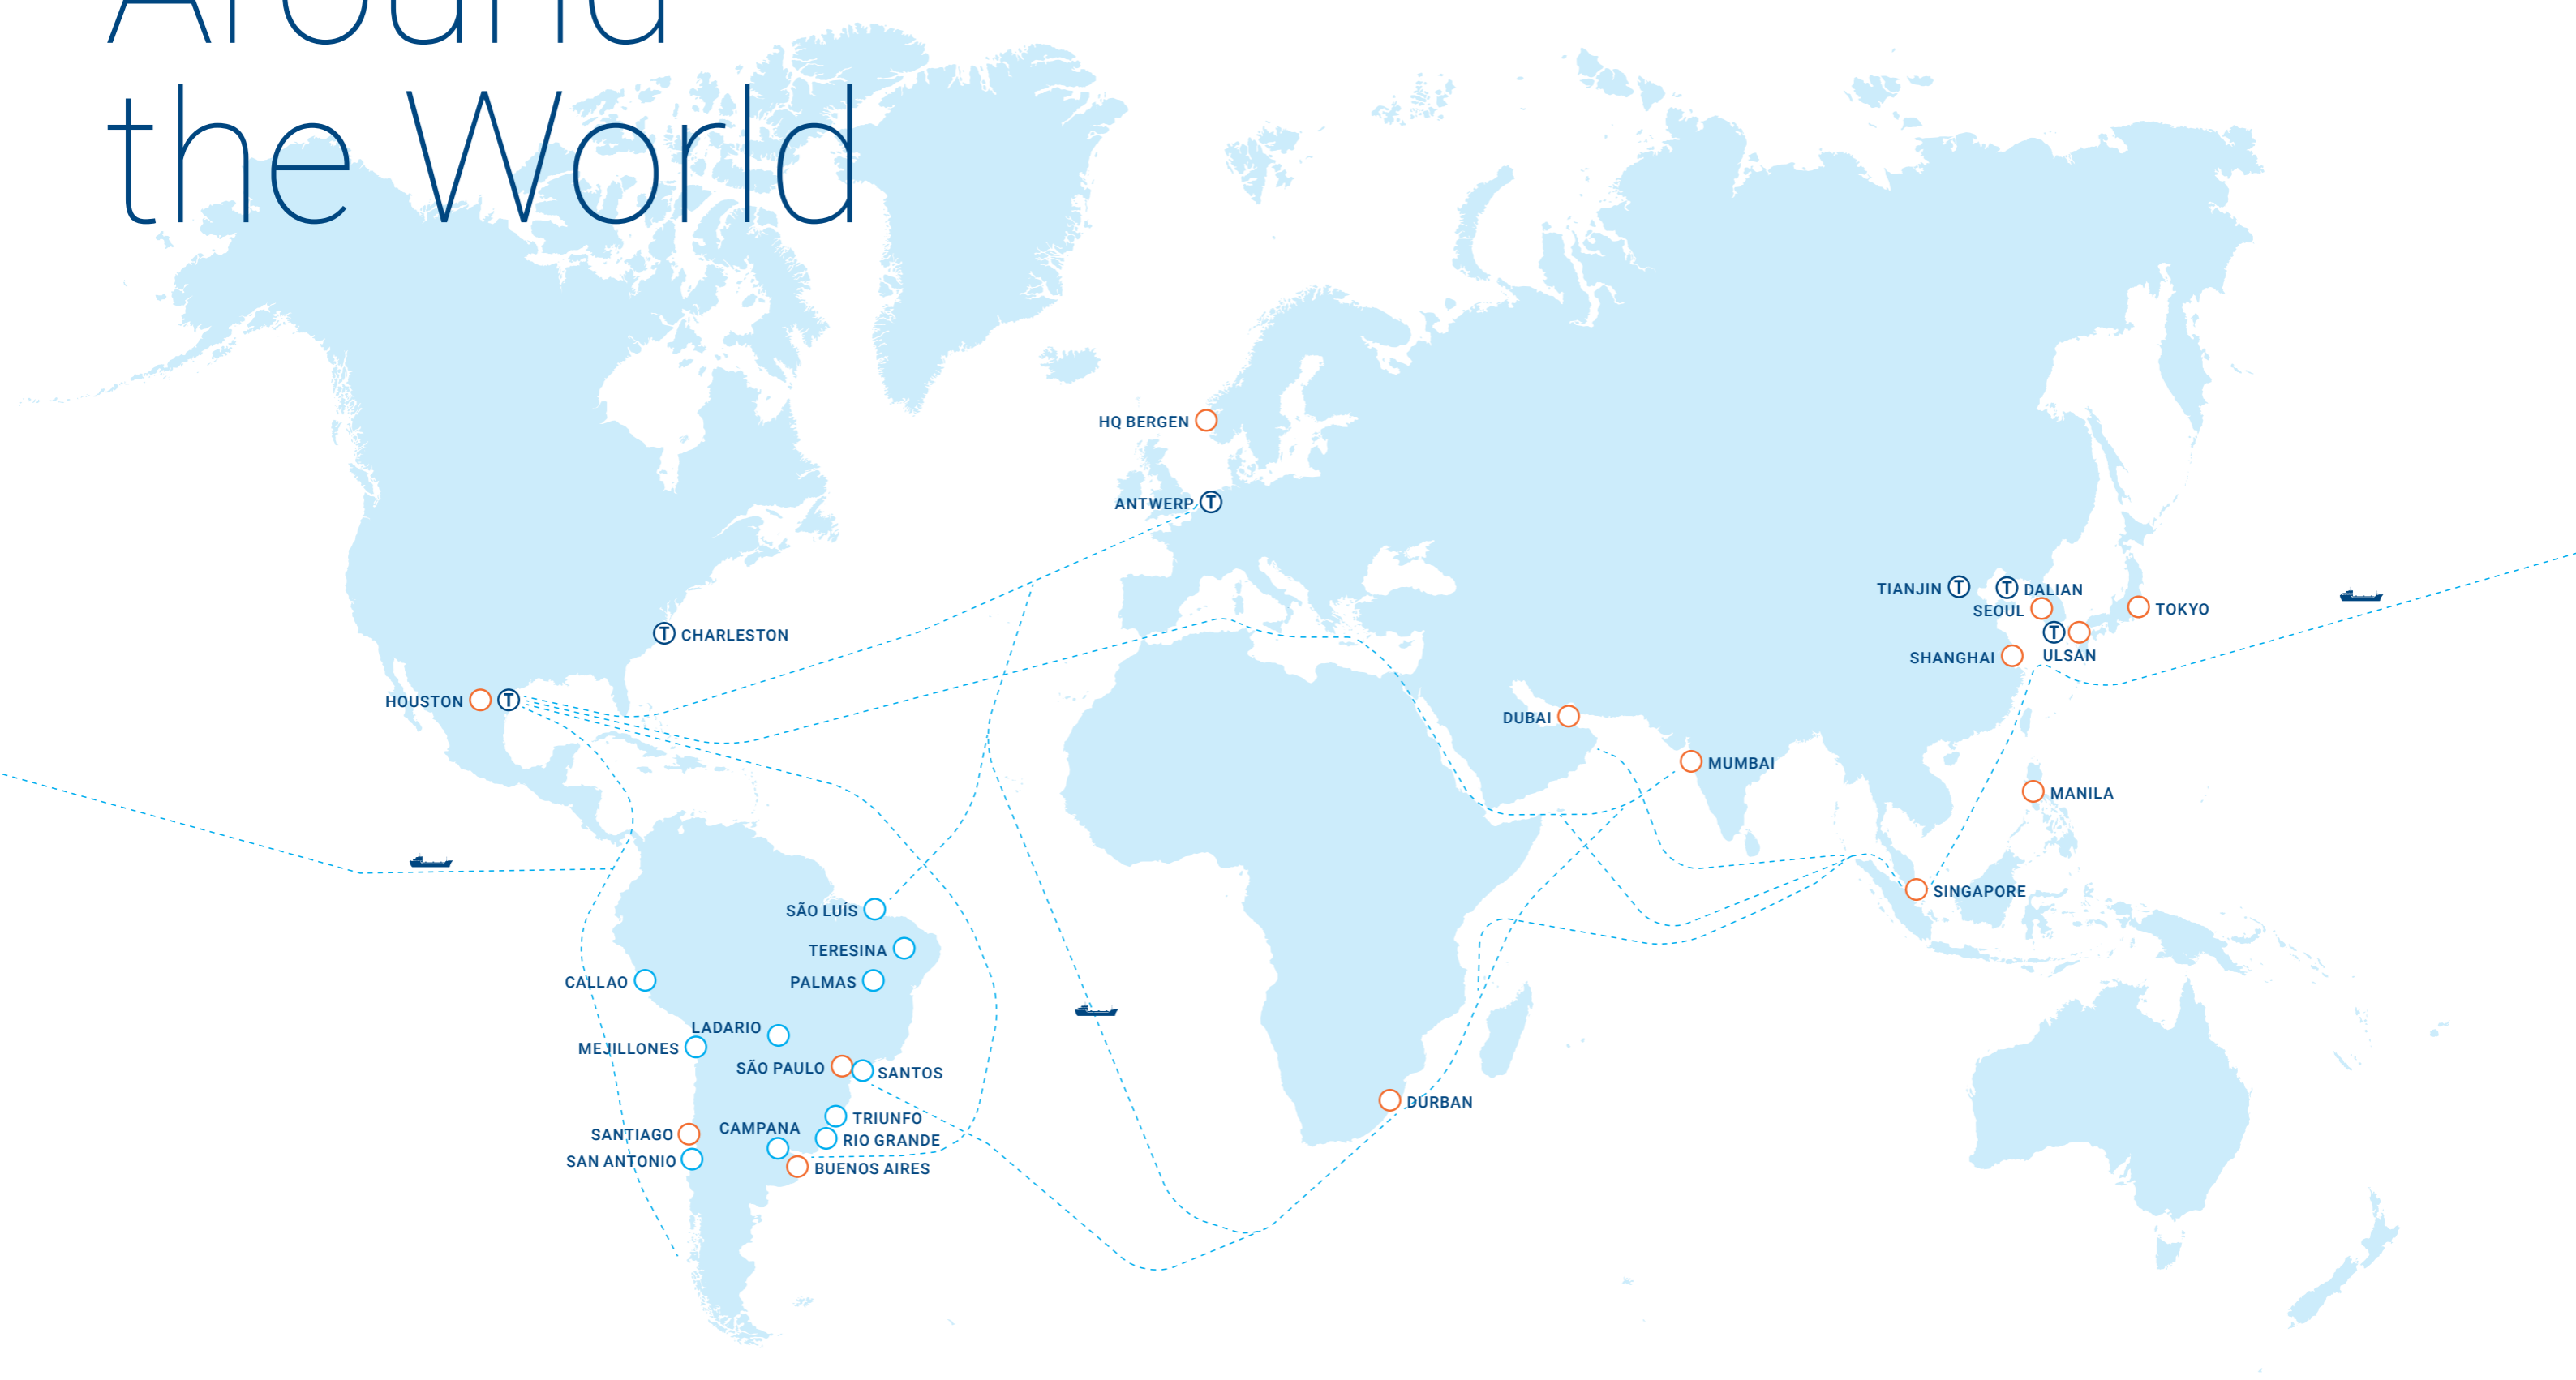 Around
the World
HQ BERGEN
ANTWERP T
TIANJIN T
T DALIAN
SEOUL
TOKYO
T CHARLESTON
T
ULSAN
SHANGHAI
HOUSTON T
DUBAI
MUMBAI
MANILA
SINGAPORE
SÃO LUÍS
TERESINA
CALLAO
PALMAS
LADARIO
MEJILLONES
SÃO PAULO
SANTOS
DURBAN
TRIUNFO
CAMPANA
SANTIAGO
RIO GRANDE
SAN ANTONIO
BUENOS AIRES